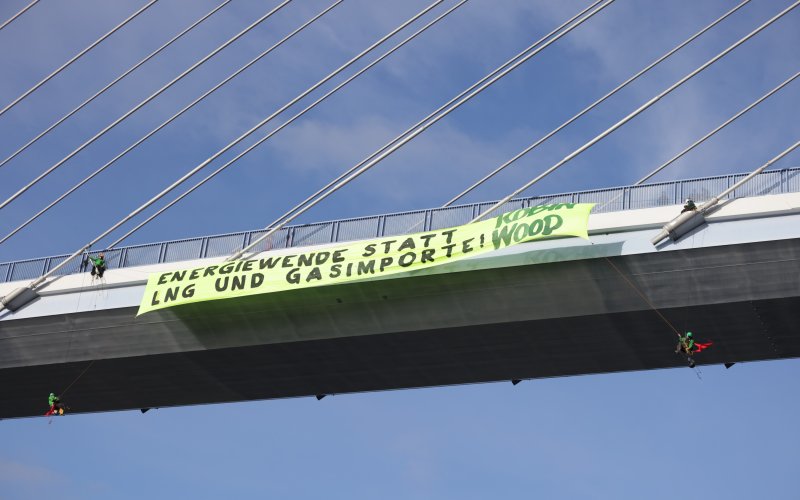 ENERGIEWENDE STATT
LNG UND GASIMPORTE!
ROBIN
WOOD